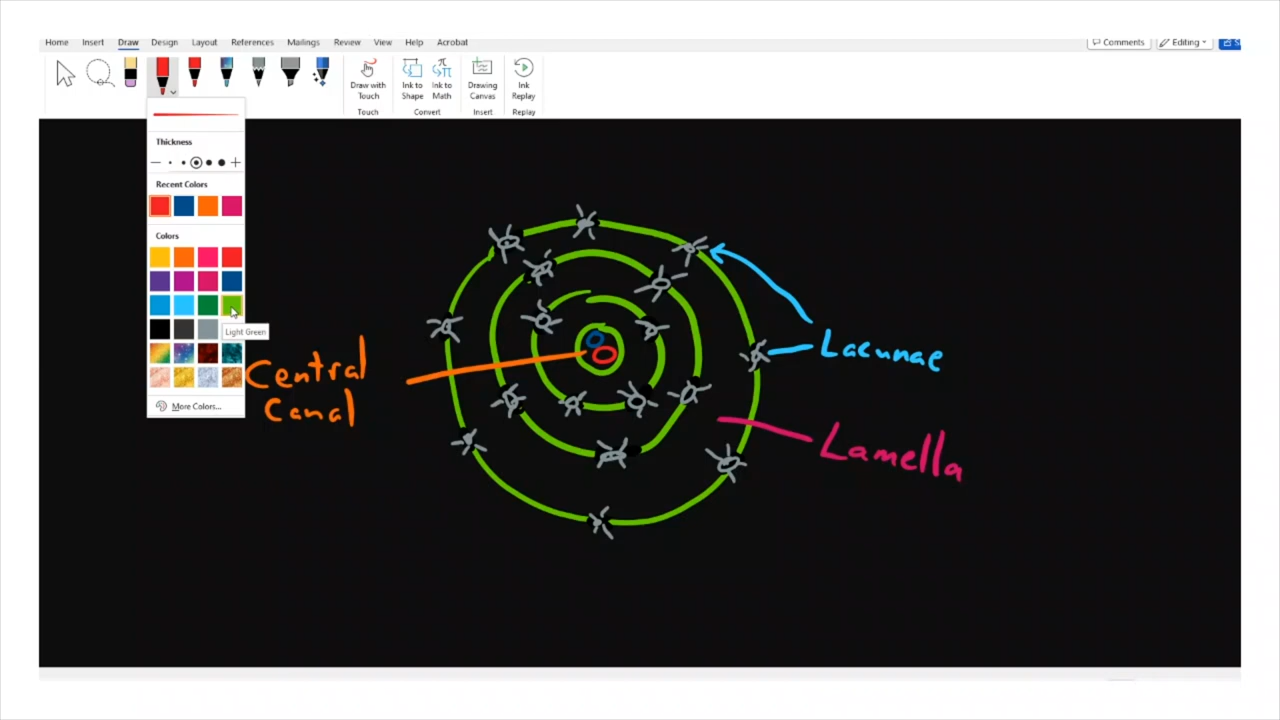 Home Insert Draw Design Layout References Mailings Review View Help Acrobat
Comments Editing
Draw with Touch
Ink to Shape
Ink to Math
Drawing Canvas
Ink Replay
Touch Convert Insert Replay
Thickness
Recent Colors
Colors
Light Green
More Colors...
Central
Canal
Lacunae
Lamella